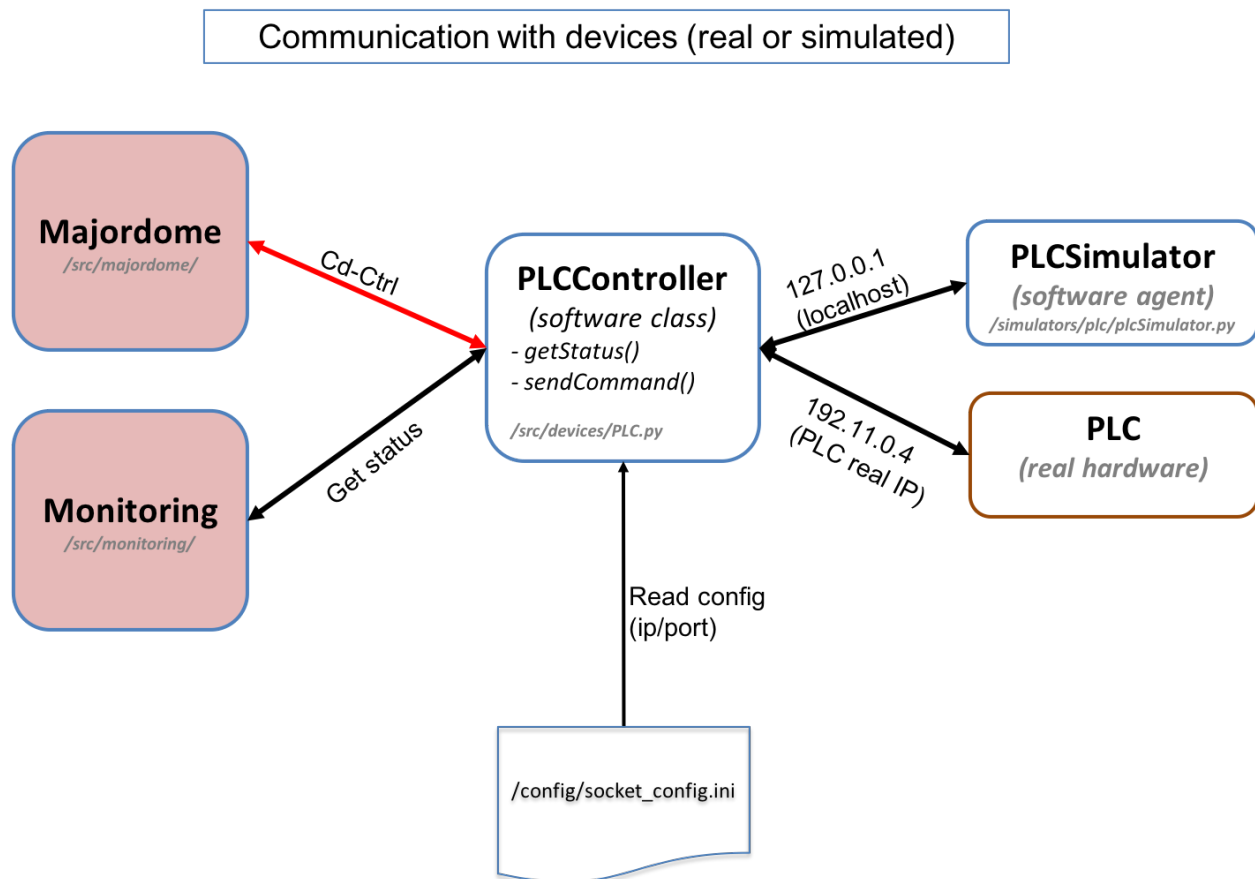 Communication with devices (real or simulated)
Majordome
/src/majordome/
Cd-Ctrl
PLCController
(software class)
- getStatus()
- sendCommand()
/src/devices/PLC.py
127.0.0.1
(localhost)
PLCSimulator
(software agent)
/simulators/plc/plcSimulator.py
Monitoring
/src/monitoring/
Get status
192.11.0.4
(PLC real IP)
PLC
(real hardware)
Read config
(ip/port)
/config/socket_config.ini